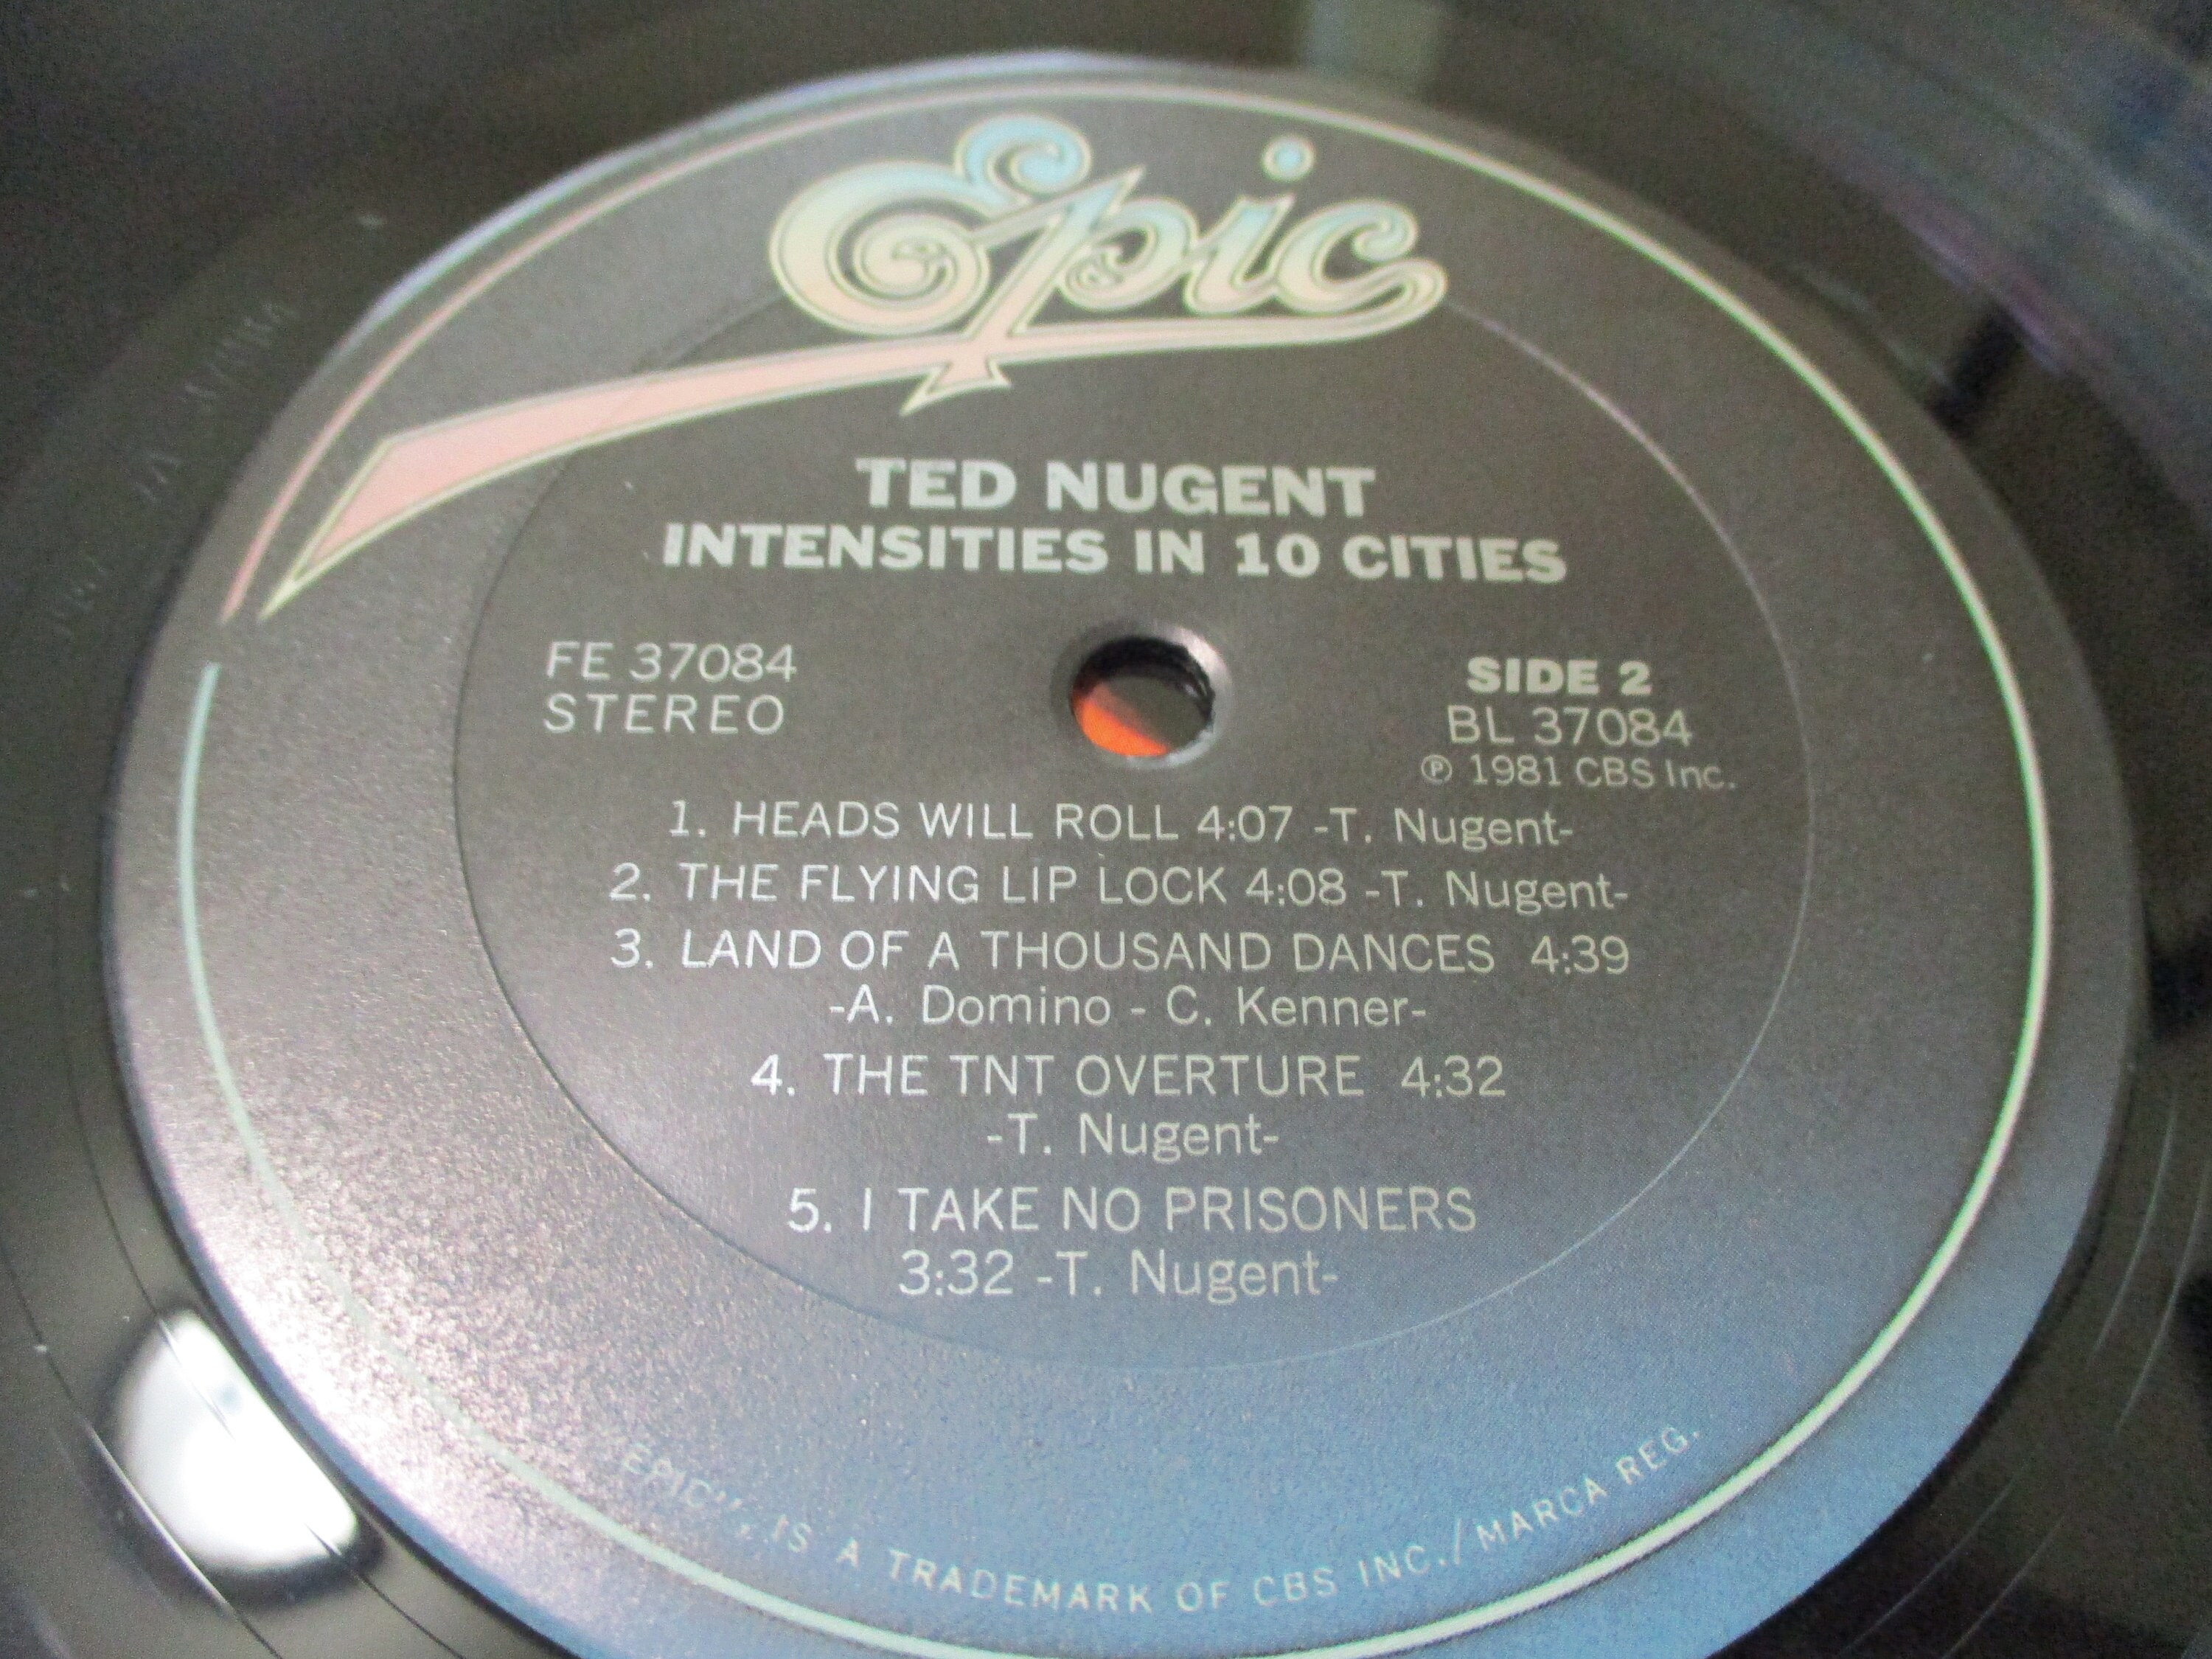 Epic
TED NUGENT
INTENSITIES IN 10 CITIES
FE 37084
STEREO
SIDE 2
BL 37084
℗ 1981 CBS Inc.
1. HEADS WILL ROLL 4:07 -T. Nugent-
2. THE FLYING LIP LOCK 4:08 -T. Nugent-
3. LAND OF A THOUSAND DANCES 4:39
-A. Domino - C. Kenner-
4. THE TNT OVERTURE 4:32
-T. Nugent-
5. I TAKE NO PRISONERS
3:32 -T. Nugent-
EPIC", IS A TRADEMARK OF CBS INC./MARCA REG.